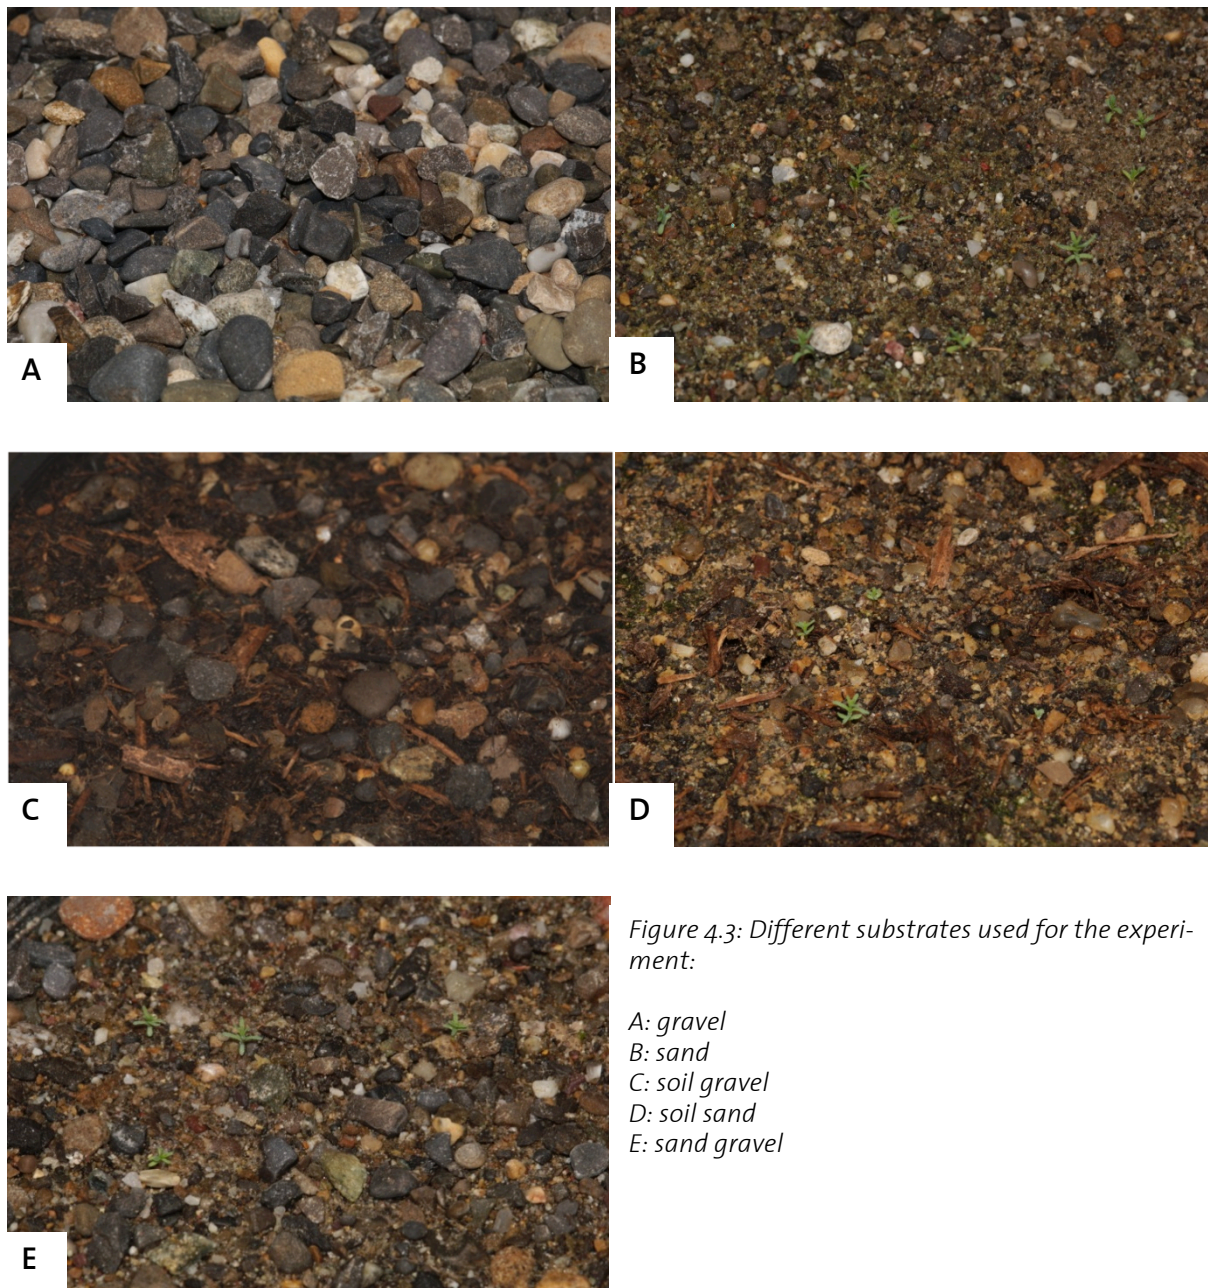 A
B
C
D
E
Figure 4.3: Different substrates used for the experi-
ment:
A: gravel
B: sand
C: soil gravel
D: soil sand
E: sand gravel